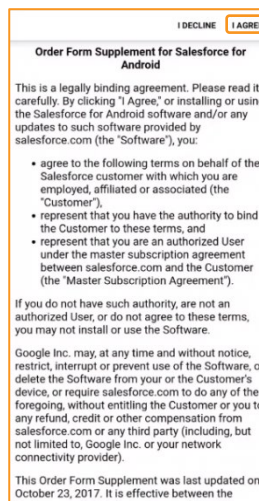 I DECLINE I AGRE
Order Form Supplement for Salesforce for
Android
This is a legally binding agreement. Please read it
carefully. By clicking "I Agree," or installing or usin
the Salesforce for Android software and/or any
updates to such software provided by
salesforce.com (the "Software"), you:
• agree to the following terms on behalf of the
Salesforce customer with which you are
employed, affiliated or associated (the
"Customer"),
• represent that you have the authority to bind
the Customer to these terms, and
• represent that you are an authorized User
under the master subscription agreement
between salesforce.com and the Customer
(the "Master Subscription Agreement").
If you do not have such authority, are not an
authorized User, or do not agree to these terms,
you may not install or use the Software.
Google Inc. may, at any time and without notice,
restrict, interrupt or prevent use of the Software, o
delete the Software from your or the Customer's
device, or require salesforce.com to do any of the
foregoing, without entitling the Customer or you to
any refund, credit or other compensation from
salesforce.com or any third party (including, but
not limited to, Google Inc. or your network
connectivity provider).
This Order Form Supplement was last updated on
October 23, 2017. It is effective between the